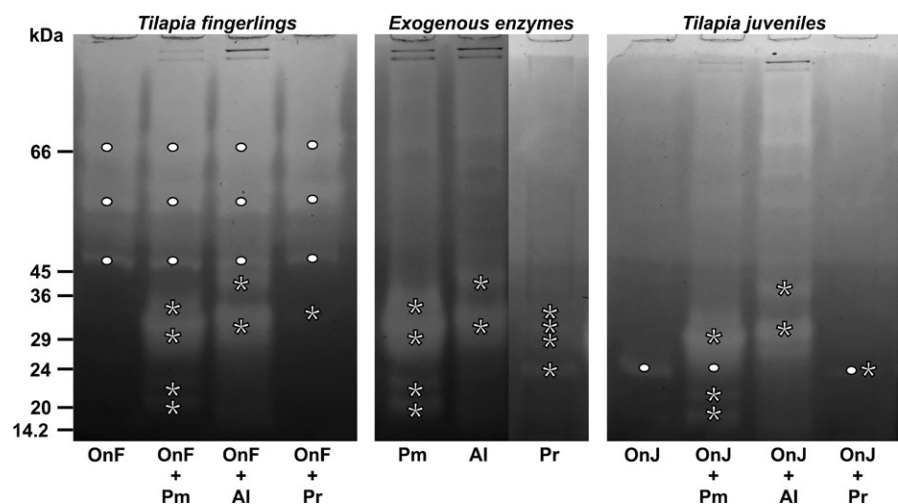 Tilapia fingerlings Exogenous enzymes Tilapia juveniles
kDa
66
45
36
29
24
20
14.2
OnF OnF + Pm OnF + Al OnF + Pr
Pm Al Pr
OnJ OnJ + Pm OnJ + Al OnJ + Pr